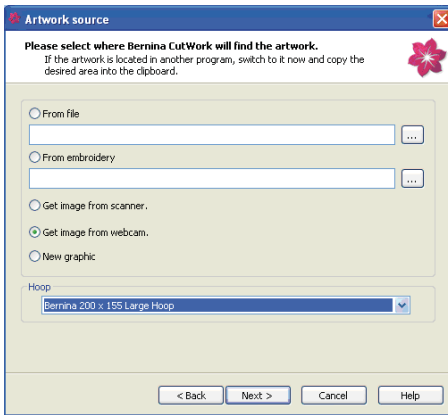 Artwork source
Please select where Bernina CutWork will find the artwork.
If the artwork is located in another program, switch to it now and copy the
desired area into the clipboard.
From file
...
From embroidery
...
Get image from scanner.
Get image from webcam.
New graphic
Hoop
Bernina 200 x 155 Large Hoop
< Back
Next >
Cancel
Help